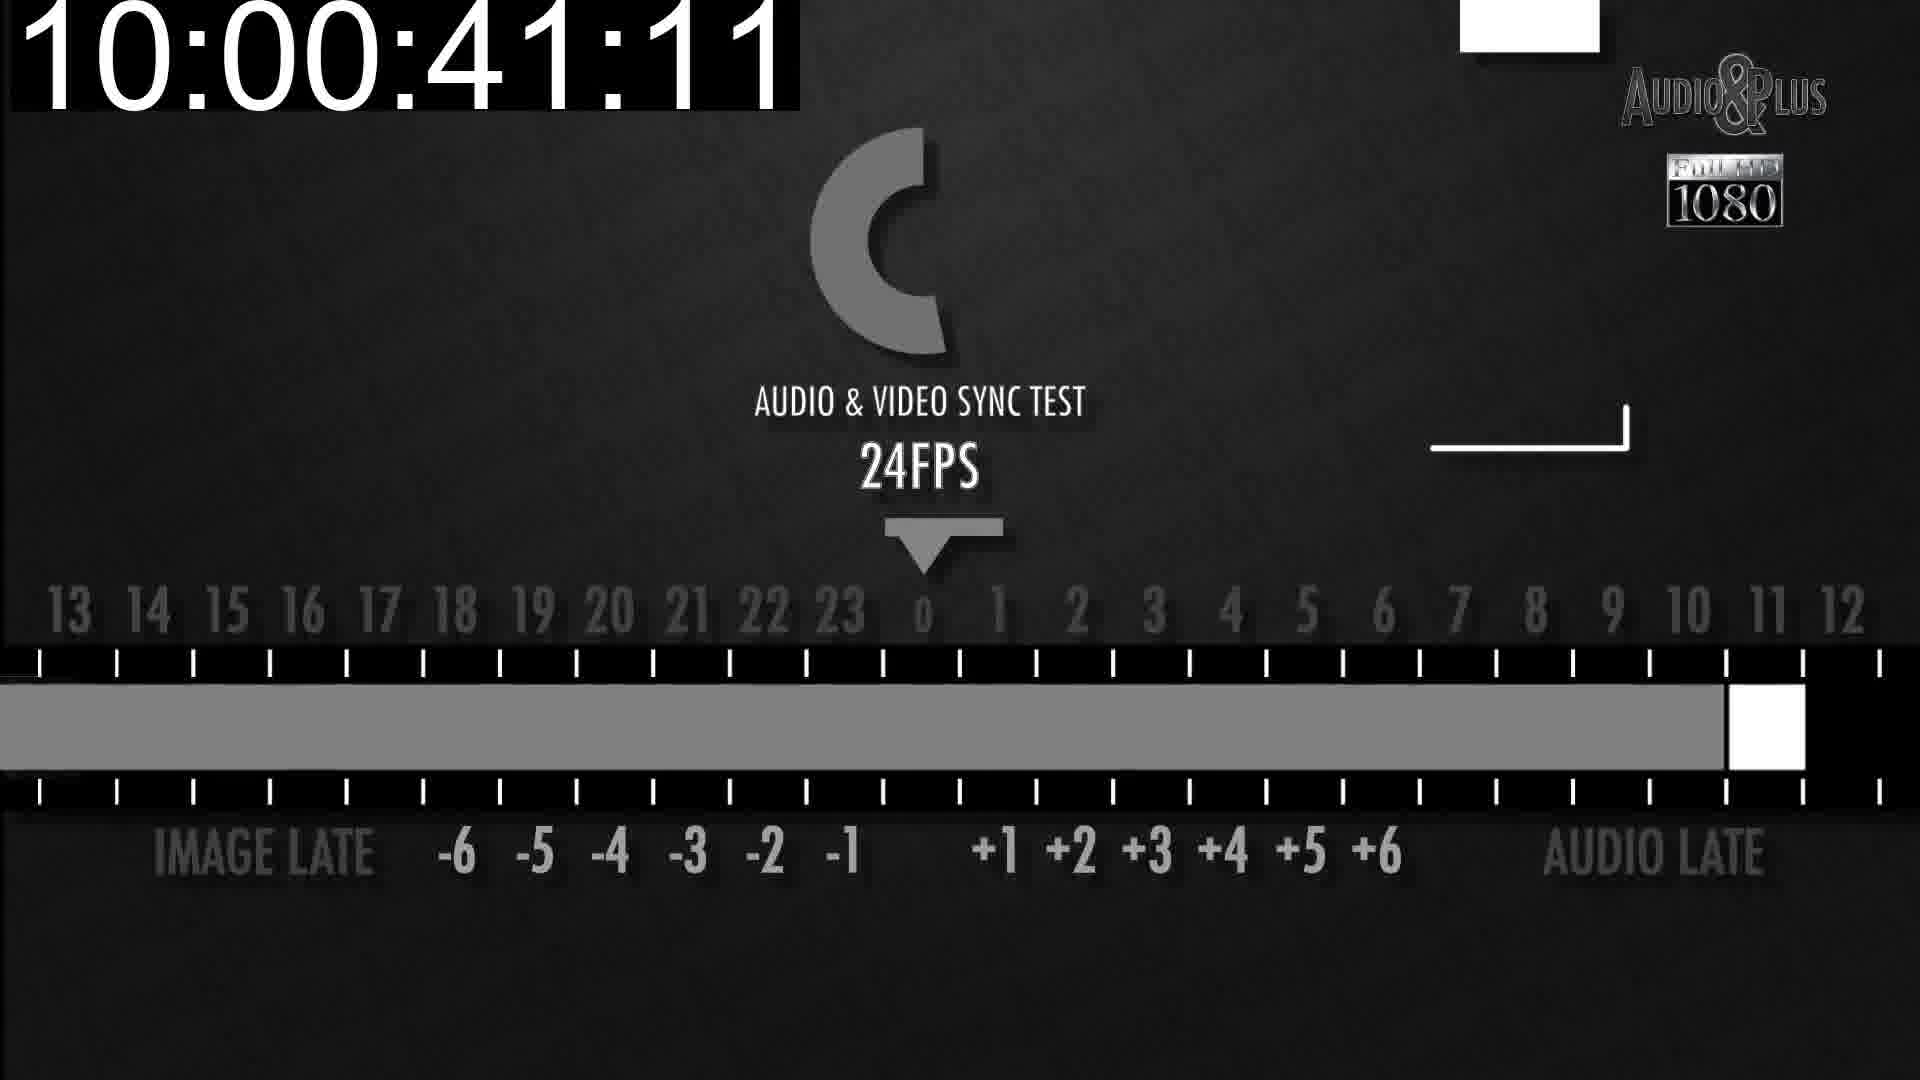 10:00:41:11
AUDIO & PLUS
Full HD
1080
AUDIO & VIDEO SYNC TEST
24FPS
13 14 15 16 17 18 19 20 21 22 23 0 1 2 3 4 5 6 7 8 9 10 11 12
IMAGE LATE -6 -5 -4 -3 -2 -1 +1 +2 +3 +4 +5 +6 AUDIO LATE